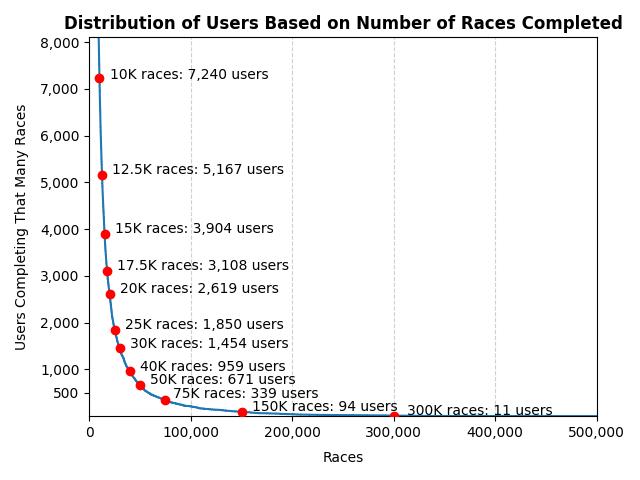 Distribution of Users Based on Number of Races Completed
Users Completing That Many Races
8,000
7,000
6,000
5,000
4,000
3,000
2,000
1,000
500
10K races: 7,240 users
12.5K races: 5,167 users
15K races: 3,904 users
17.5K races: 3,108 users
20K races: 2,619 users
25K races: 1,850 users
30K races: 1,454 users
40K races: 959 users
50K races: 671 users
75K races: 339 users
150K races: 94 users
300K races: 11 users
0
100,000
200,000
300,000
400,000
500,000
Races